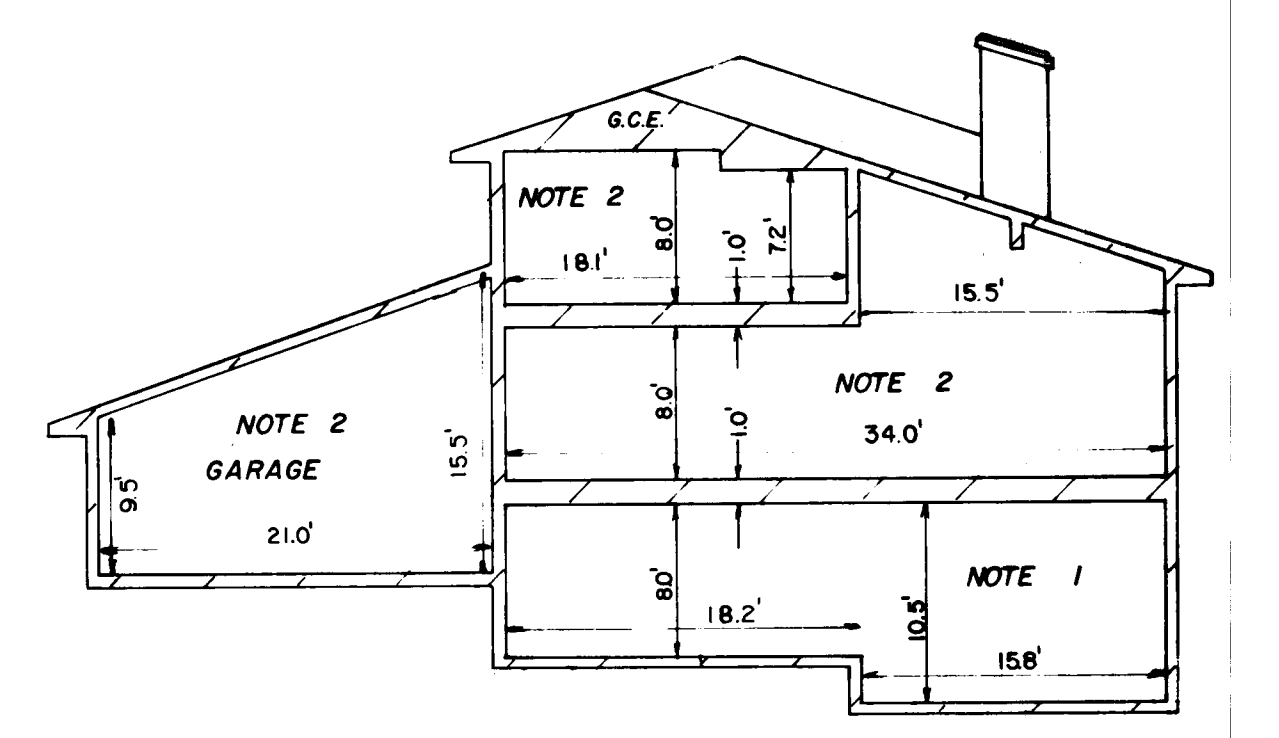 G.C.E.
NOTE 2
8.0'
1.0'
7.2'
18.1'
15.5'
NOTE 2
8.0'
1.0'
34.0'
NOTE 2
GARAGE
9.5'
15.5'
21.0'
NOTE 1
8.0'
18.2'
10.5'
15.8'